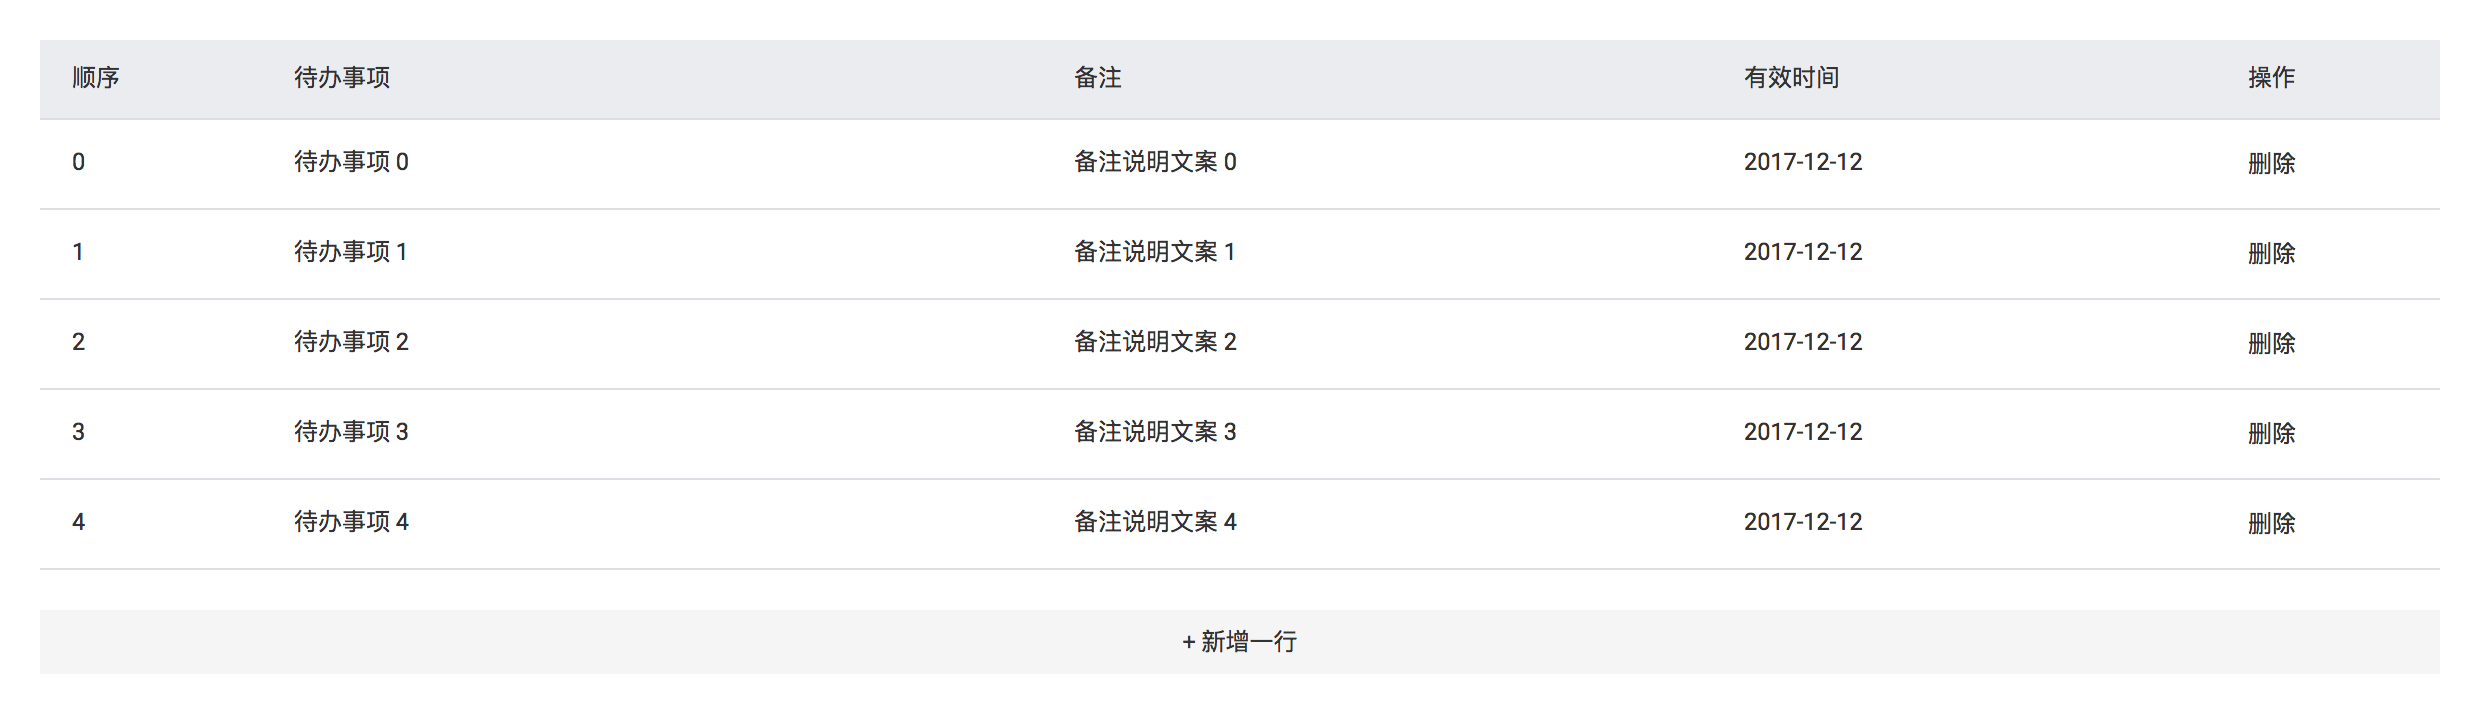 顺序 待办事项 备注 有效时间 操作
0 待办事项 0 备注说明文案 0 2017-12-12 删除
1 待办事项 1 备注说明文案 1 2017-12-12 删除
2 待办事项 2 备注说明文案 2 2017-12-12 删除
3 待办事项 3 备注说明文案 3 2017-12-12 删除
4 待办事项 4 备注说明文案 4 2017-12-12 删除
+ 新增一行